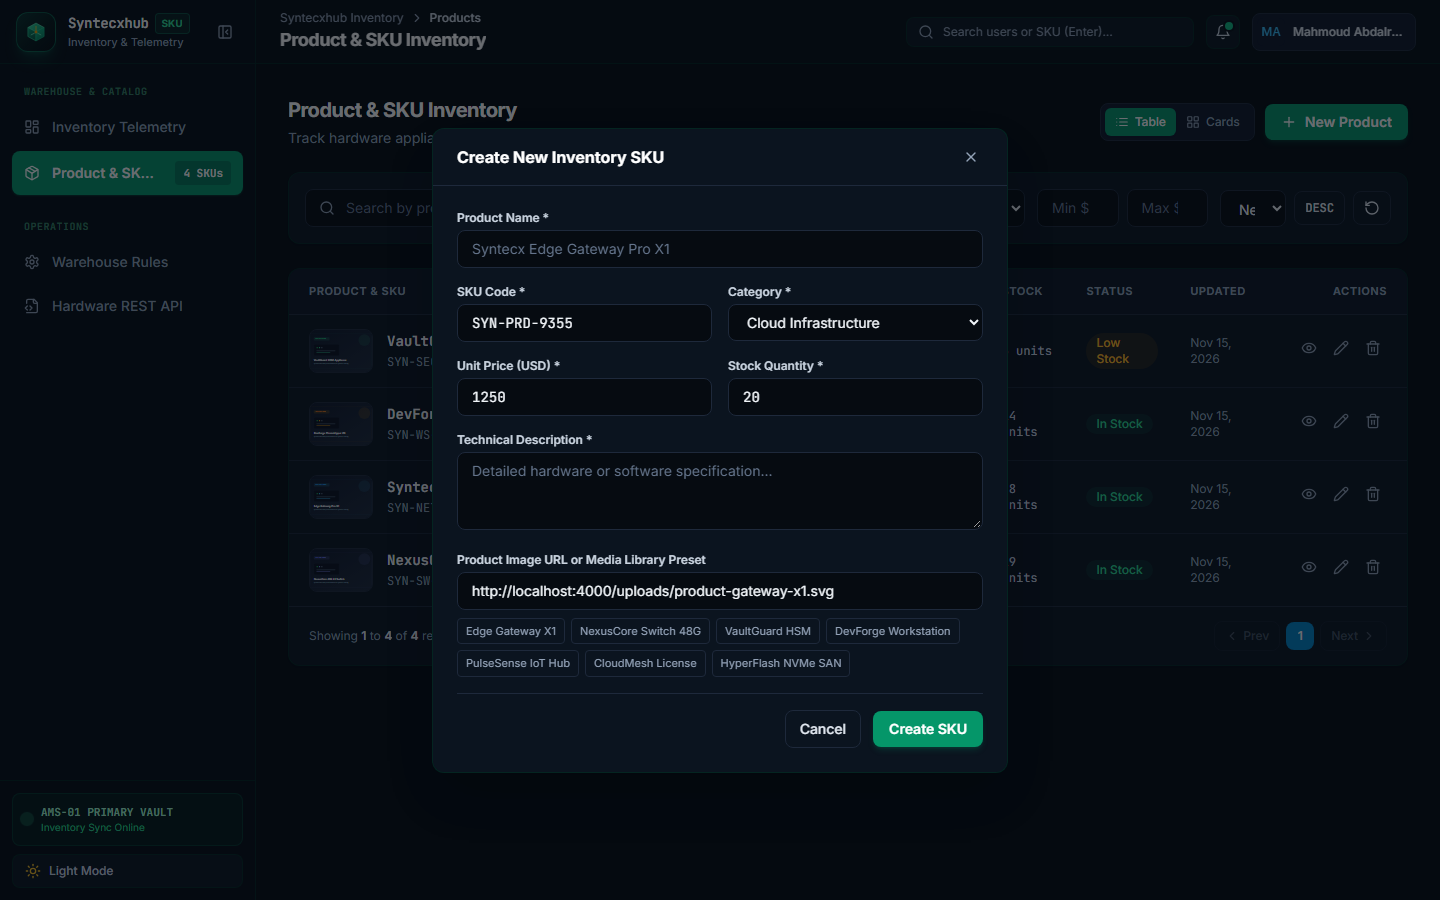 Syntecxhub SKU
Inventory & Telemetry
WAREHOUSE & CATALOG
Inventory Telemetry
Product & SK... 4 SKUs
OPERATIONS
Warehouse Rules
Hardware REST API
AMS-01 PRIMARY VAULT
Inventory Sync Online
Light Mode
Syntecxhub Inventory > Products
Product & SKU Inventory
Search users or SKU (Enter)...
MA Mahmoud Abdalr...
Product & SKU Inventory
Track hardware applia
Table Cards
New Product
Search by pr
Min $
Max $
Ne
DESC
PRODUCT & SKU
TOCK
STATUS
UPDATED
ACTIONS
Vault
SYN-SE
units
Low
Stock
Nov 15,
2026
DevFor
SYN-WS
4
nits
In Stock
Nov 15,
2026
Syntec
SYN-NE
8
nits
In Stock
Nov 15,
2026
Nexus
SYN-SW
9
nits
In Stock
Nov 15,
2026
Showing 1 to 4 of 4 re
Prev 1 Next
Create New Inventory SKU
Product Name *
Syntecx Edge Gateway Pro X1
SKU Code *
SYN-PRD-9355
Category *
Cloud Infrastructure
Unit Price (USD) *
1250
Stock Quantity *
20
Technical Description *
Detailed hardware or software specification...
Product Image URL or Media Library Preset
http://localhost:4000/uploads/product-gateway-x1.svg
Edge Gateway X1 NexusCore Switch 48G VaultGuard HSM DevForge Workstation
PulseSense IoT Hub CloudMesh License HyperFlash NVMe SAN
Cancel Create SKU